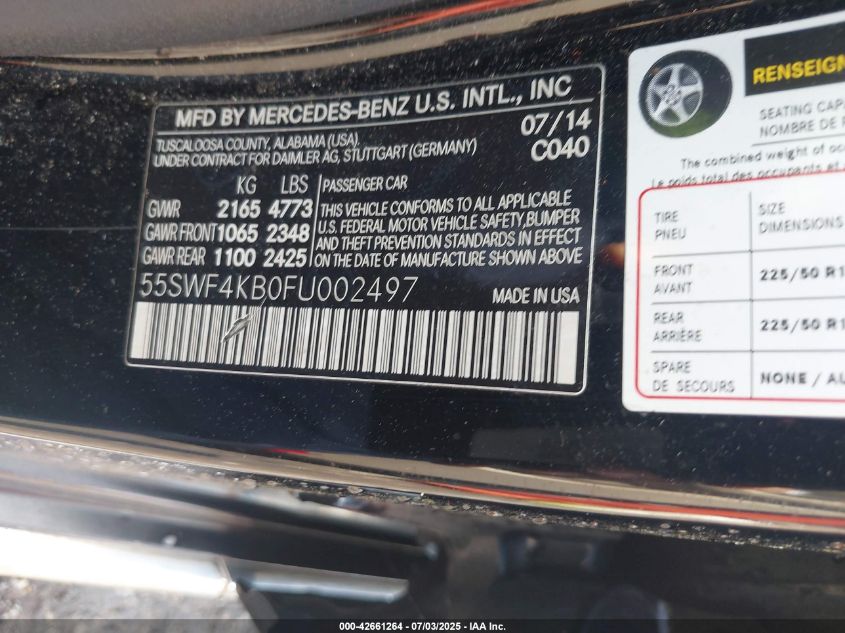 MFD BY MERCEDES-BENZ U.S. INTL., INC
TUSCALOOSA COUNTY, ALABAMA (USA). 07/14
UNDER CONTRACT FOR DAIMLER AG, STUTTGART (GERMANY) C040
KG LBS PASSENGER CAR
GVWR 2165 4773
GAWR FRONT 1065 2348
GAWR REAR 1100 2425
THIS VEHICLE CONFORMS TO ALL APPLICABLE
U.S. FEDERAL MOTOR VEHICLE SAFETY, BUMPER
AND THEFT PREVENTION STANDARDS IN EFFECT
ON THE DATE OF MANUFACTURE SHOWN ABOVE
55SWF4KB0FU002497 MADE IN USA
RENSEIGN
SEATING CAP
NOMBRE DE
The combined weight of occ
Le poids total des occupants et
TIRE SIZE
PNEU DIMENSIONS
FRONT
AVANT 225/50 R1
REAR
ARRIÈRE 225/50 R1
SPARE
DE SECOURS NONE / AU
000-42661264 | 07/03/2025 | IAA Inc.